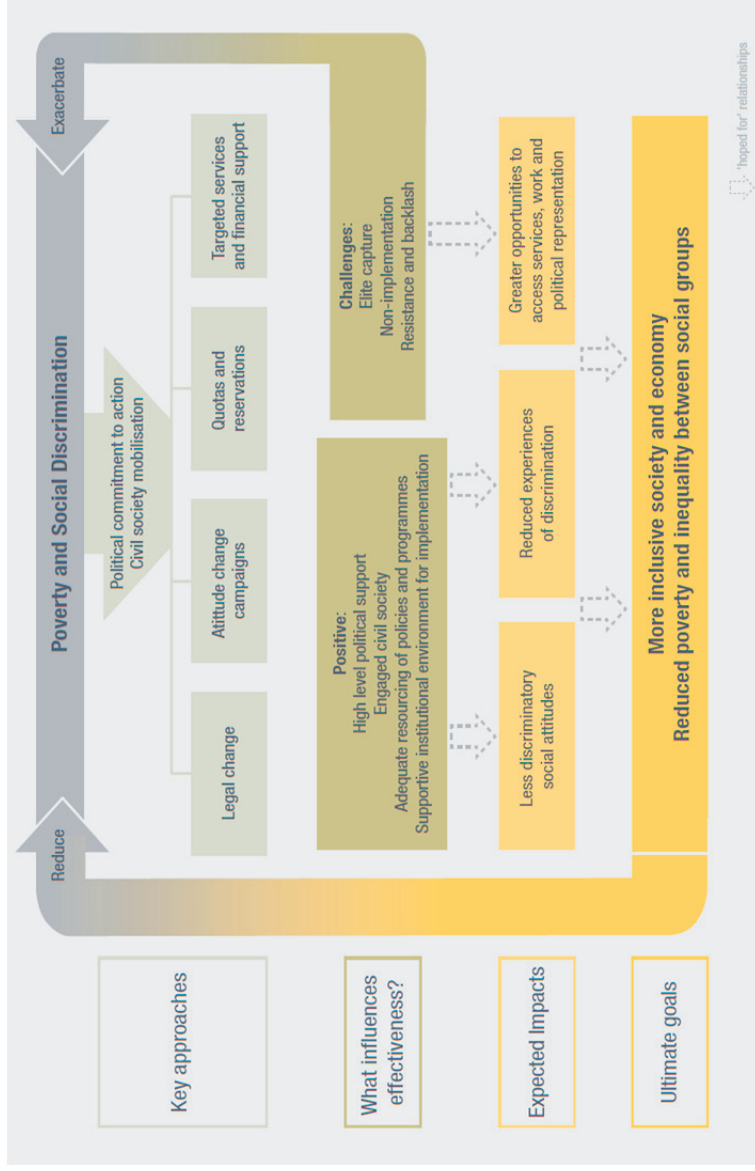 Poverty and Social Discrimination
Reduce
Exacerbate
Key approaches
Political commitment to action
Civil society mobilisation
Legal change
Atitude change
campaigns
Quotas and
reservations
Targeted services
and financial support
What influences
effectiveness?
Positive:
High level political support
Engaged civil society
Adequate resourcing of policies and programmes
Supportive institutional environment for implementation
Challenges:
Elite capture
Non-implementation
Resistance and backlash
Expected Impacts
Less discriminatory
social attitudes
Reduced experiences
of discrimination
Greater opportunities to
access services, work and
political representation
Ultimate goals
More inclusive society and economy
Reduced poverty and inequality between social groups
'hoped for' relationships